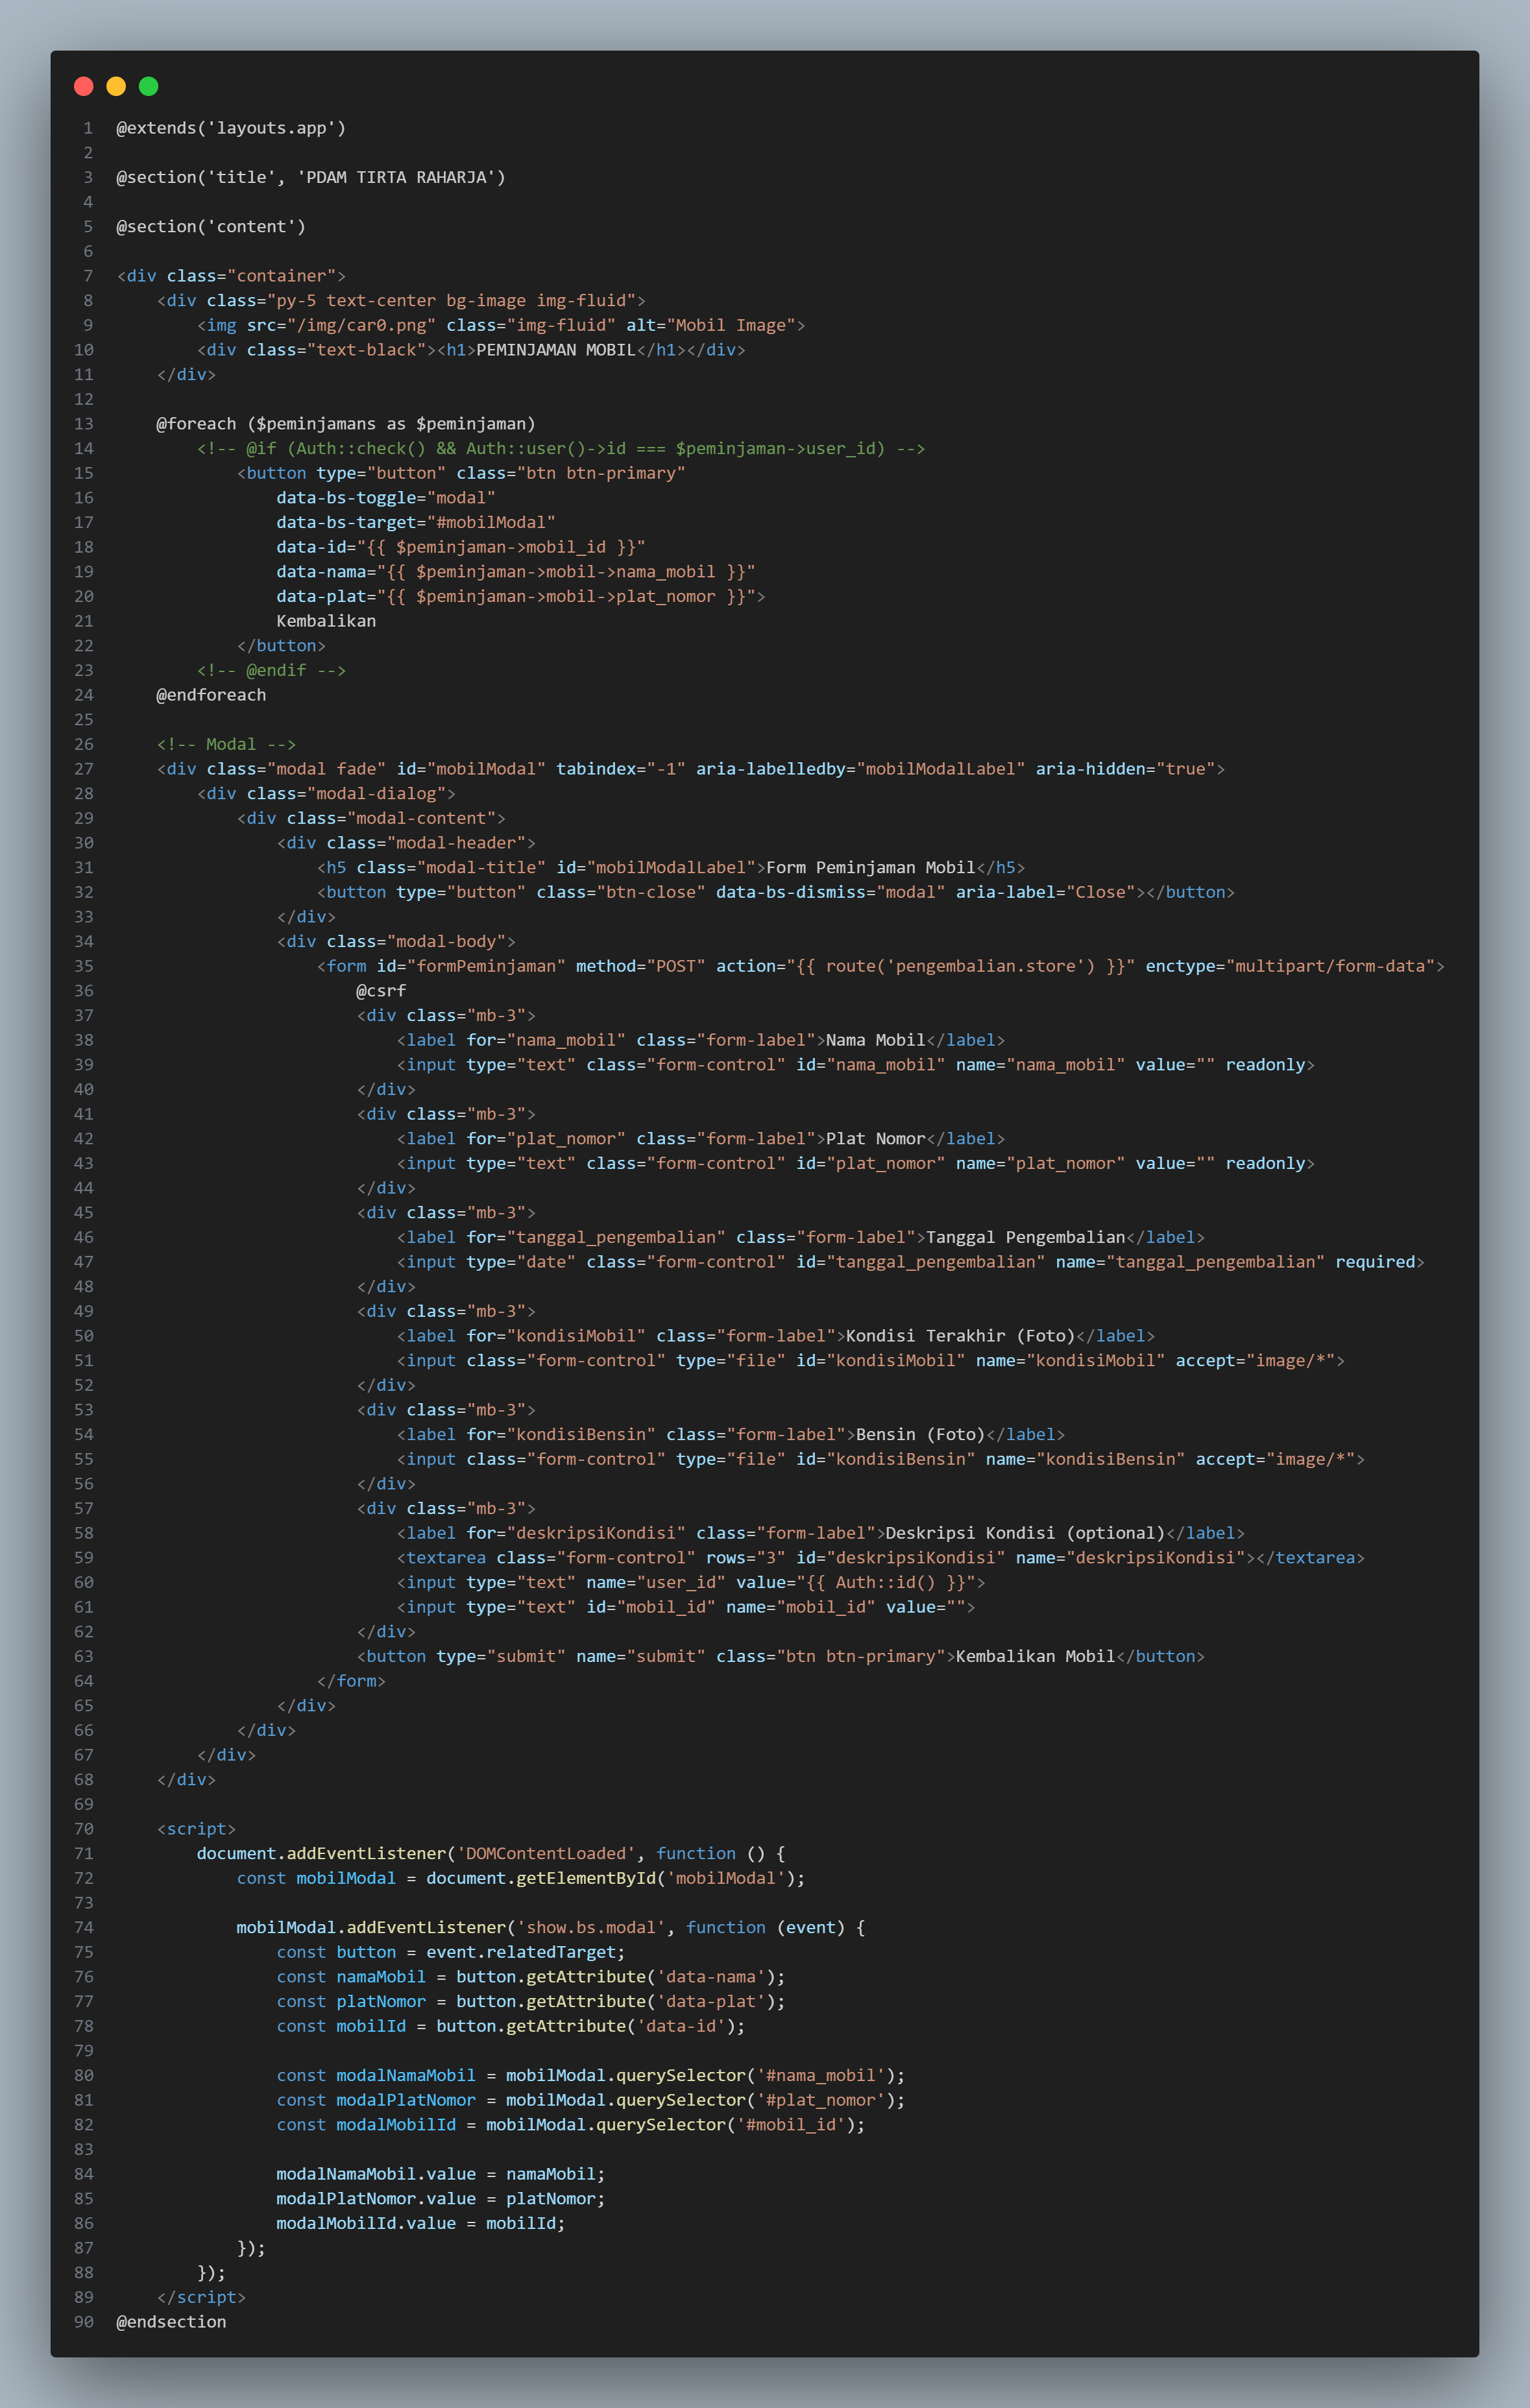 1 @extends('layouts.app')
2
3 @section('title', 'PDAM TIRTA RAHARJA')
4
5 @section('content')
6
7 <div class="container">
8     <div class="py-5 text-center bg-image img-fluid">
9         <img src="/img/car0.png" class="img-fluid" alt="Mobil Image">
10         <div class="text-black"><h1>PEMINJAMAN MOBIL</h1></div>
11     </div>
12
13     @foreach ($peminjamans as $peminjaman)
14         <!-- @if (Auth::check() && Auth::user()->id === $peminjaman->user_id) -->
15             <button type="button" class="btn btn-primary"
16                 data-bs-toggle="modal"
17                 data-bs-target="#mobilModal"
18                 data-id="{{ $peminjaman->mobil_id }}"
19                 data-nama="{{ $peminjaman->mobil->nama_mobil }}"
20                 data-plat="{{ $peminjaman->mobil->plat_nomor }}">
21                 Kembalikan
22             </button>
23         <!-- @endif -->
24     @endforeach
25
26     <!-- Modal -->
27     <div class="modal fade" id="mobilModal" tabindex="-1" aria-labelledby="mobilModalLabel" aria-hidden="true">
28         <div class="modal-dialog">
29             <div class="modal-content">
30                 <div class="modal-header">
31                     <h5 class="modal-title" id="mobilModalLabel">Form Peminjaman Mobil</h5>
32                     <button type="button" class="btn-close" data-bs-dismiss="modal" aria-label="Close"></button>
33                 </div>
34                 <div class="modal-body">
35                     <form id="formPeminjaman" method="POST" action="{{ route('pengembalian.store') }}" enctype="multipart/form-data">
36                         @csrf
37                         <div class="mb-3">
38                             <label for="nama_mobil" class="form-label">Nama Mobil</label>
39                             <input type="text" class="form-control" id="nama_mobil" name="nama_mobil" value="" readonly>
40                         </div>
41                         <div class="mb-3">
42                             <label for="plat_nomor" class="form-label">Plat Nomor</label>
43                             <input type="text" class="form-control" id="plat_nomor" name="plat_nomor" value="" readonly>
44                         </div>
45                         <div class="mb-3">
46                             <label for="tanggal_pengembalian" class="form-label">Tanggal Pengembalian</label>
47                             <input type="date" class="form-control" id="tanggal_pengembalian" name="tanggal_pengembalian" required>
48                         </div>
49                         <div class="mb-3">
50                             <label for="kondisiMobil" class="form-label">Kondisi Terakhir (Foto)</label>
51                             <input class="form-control" type="file" id="kondisiMobil" name="kondisiMobil" accept="image/*">
52                         </div>
53                         <div class="mb-3">
54                             <label for="kondisiBensin" class="form-label">Bensin (Foto)</label>
55                             <input class="form-control" type="file" id="kondisiBensin" name="kondisiBensin" accept="image/*">
56                         </div>
57                         <div class="mb-3">
58                             <label for="deskripsiKondisi" class="form-label">Deskripsi Kondisi (optional)</label>
59                             <textarea class="form-control" rows="3" id="deskripsiKondisi" name="deskripsiKondisi"></textarea>
60                             <input type="text" name="user_id" value="{{ Auth::id() }}">
61                             <input type="text" id="mobil_id" name="mobil_id" value="">
62                         </div>
63                         <button type="submit" name="submit" class="btn btn-primary">Kembalikan Mobil</button>
64                     </form>
65                 </div>
66             </div>
67         </div>
68     </div>
69
70     <script>
71         document.addEventListener('DOMContentLoaded', function () {
72             const mobilModal = document.getElementById('mobilModal');
73
74             mobilModal.addEventListener('show.bs.modal', function (event) {
75                 const button = event.relatedTarget;
76                 const namaMobil = button.getAttribute('data-nama');
77                 const platNomor = button.getAttribute('data-plat');
78                 const mobilId = button.getAttribute('data-id');
79
80                 const modalNamaMobil = mobilModal.querySelector('#nama_mobil');
81                 const modalPlatNomor = mobilModal.querySelector('#plat_nomor');
82                 const modalMobilId = mobilModal.querySelector('#mobil_id');
83
84                 modalNamaMobil.value = namaMobil;
85                 modalPlatNomor.value = platNomor;
86                 modalMobilId.value = mobilId;
87             });
88         });
89     </script>
90 @endsection